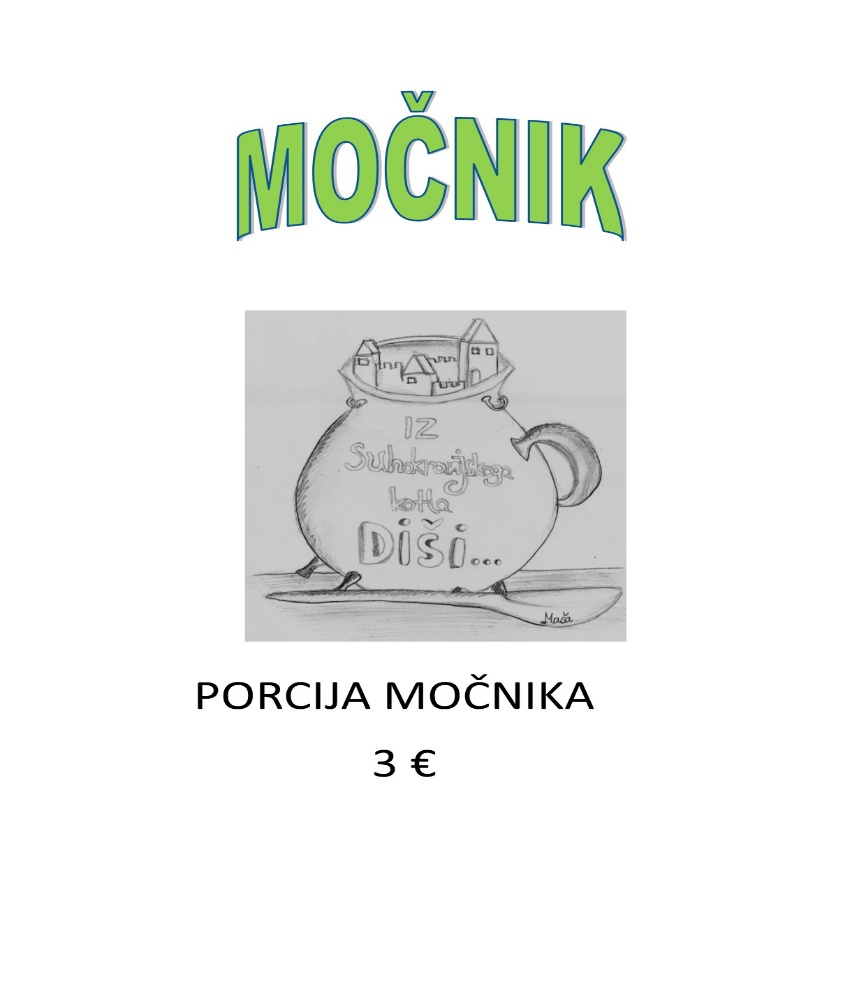 MOČNIK
IZ
Suhokranjskega
kotla
Diši...
Maša
PORCIJA MOČNIKA
3 €